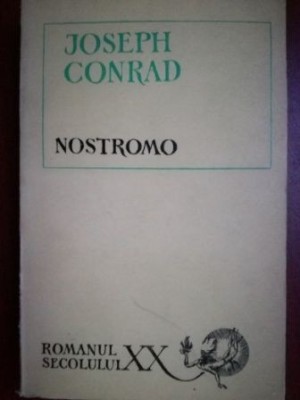 JOSEPH
CONRAD
NOSTROMO
ROMANUL
SECOLULUI XX